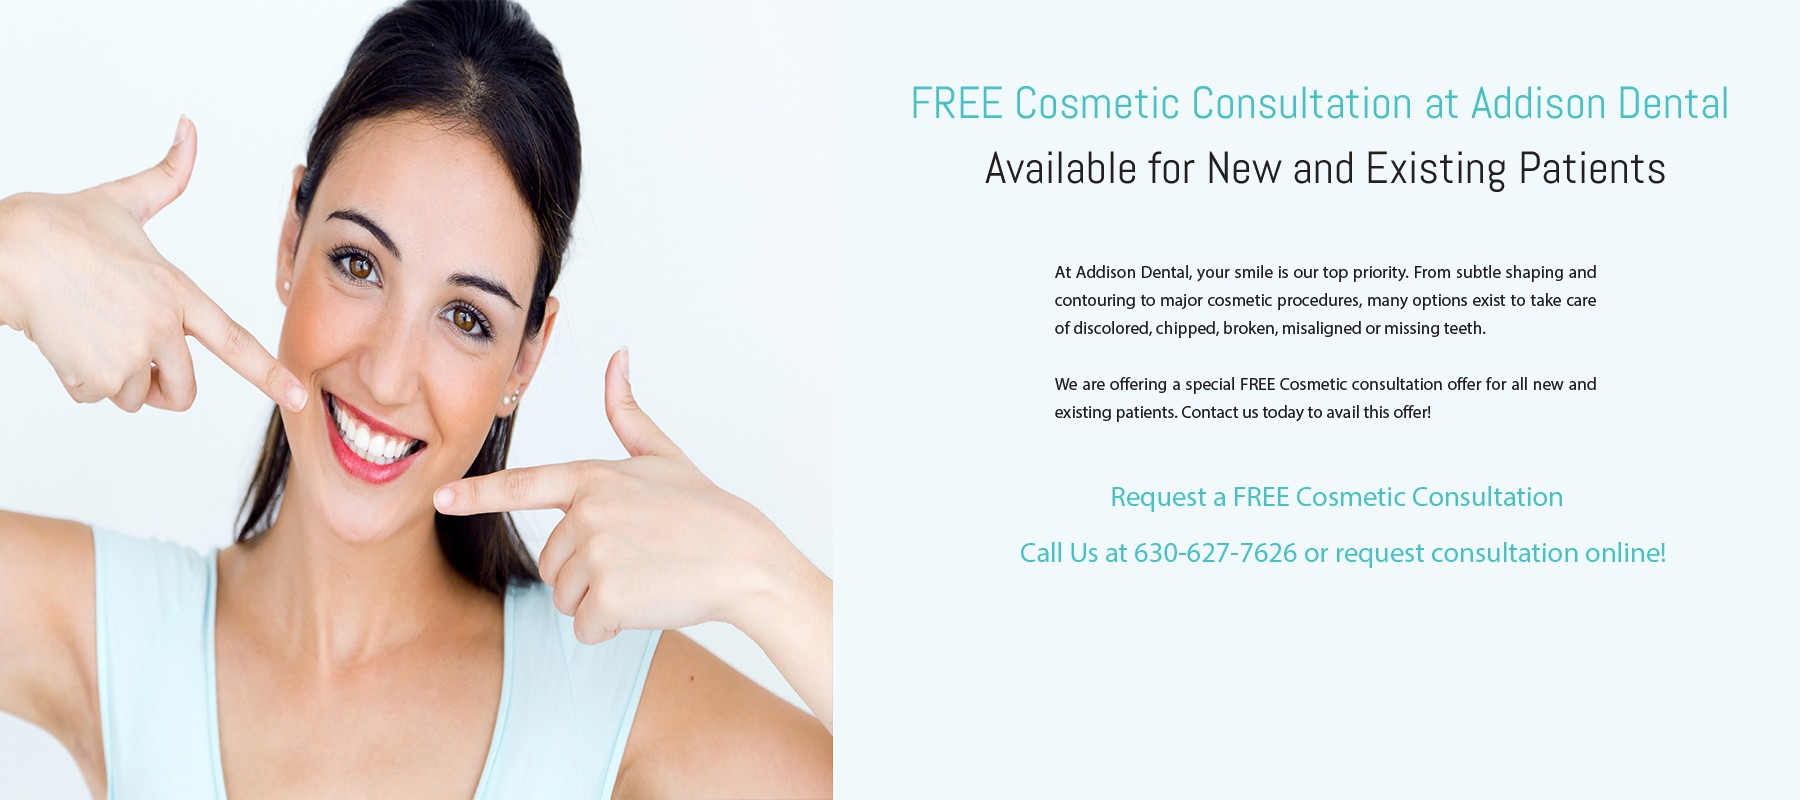 FREE Cosmetic Consultation at Addison Dental
Available for New and Existing Patients
At Addison Dental, your smile is our top priority. From subtle shaping and
contouring to major cosmetic procedures, many options exist to take care
of discolored, chipped, broken, misaligned or missing teeth.
We are offering a special FREE Cosmetic consultation offer for all new and
existing patients. Contact us today to avail this offer!
Request a FREE Cosmetic Consultation
Call Us at 630-627-7626 or request consultation online!